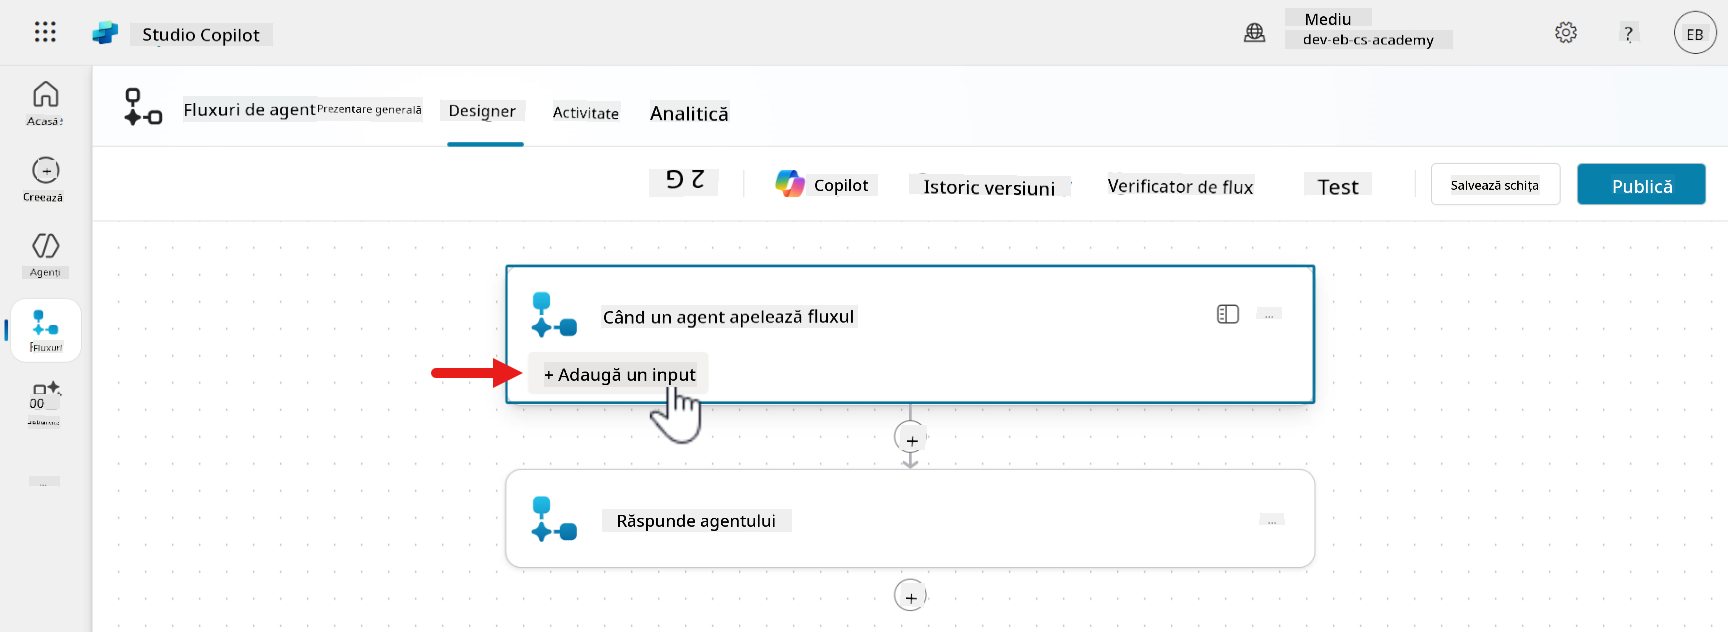 Studio Copilot
Mediu
dev-eb-cs-academy
?
EB
Acasă
Fluxuri de agent
Prezentare generală
Designer
Activitate
Analitică
Creează
Copilot
Istoric versiuni
Verificator de flux
Test
Salvează schița
Publică
Agenți
Fluxuri
Când un agent apelează fluxul
...
+ Adaugă un input
+
Răspunde agentului
...
+